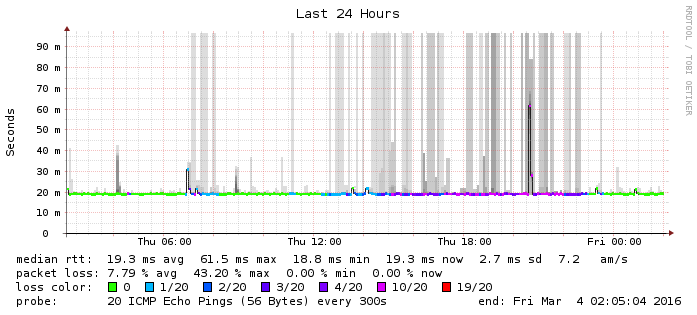 Last 24 Hours
RRDTOOL / TOBI OETIKER
Seconds
90 m
80 m
70 m
60 m
50 m
40 m
30 m
20 m
10 m
0
Thu 06:00 Thu 12:00 Thu 18:00 Fri 00:00
median rtt: 19.3 ms avg 61.5 ms max 18.8 ms min 19.3 ms now 2.7 ms sd 7.2 am/s
packet loss: 7.79 % avg 43.20 % max 0.00 % min 0.00 % now
loss color: 0 1/20 2/20 3/20 4/20 10/20 19/20
probe: 20 ICMP Echo Pings (56 Bytes) every 300s end: Fri Mar 4 02:05:04 2016